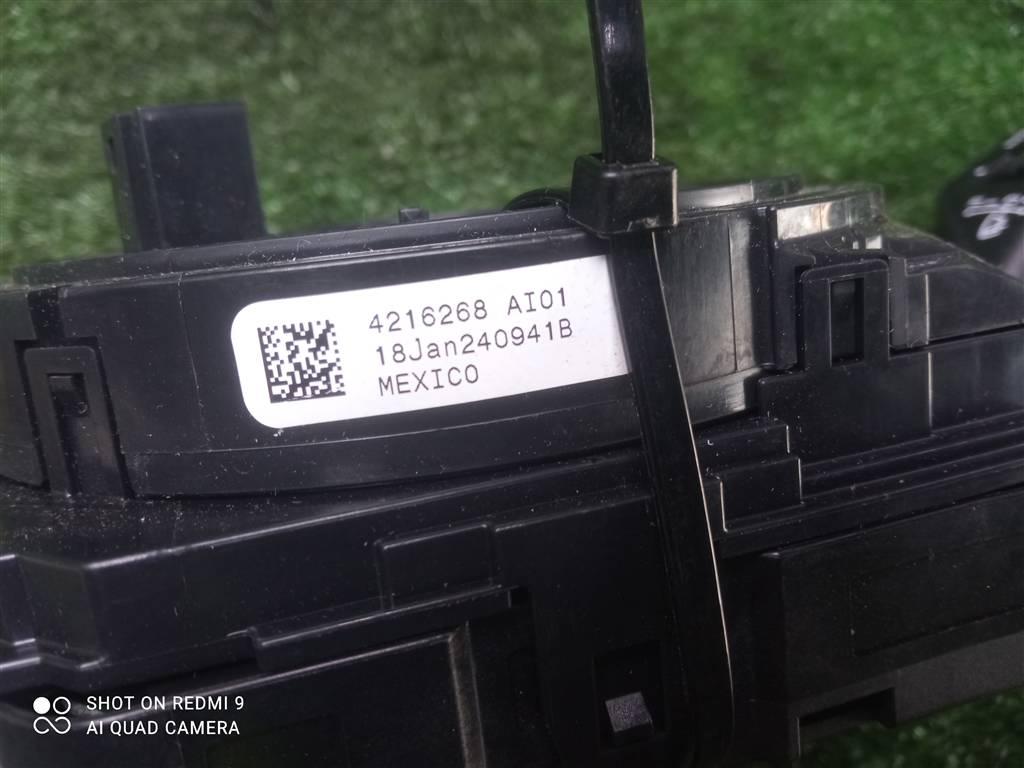 4216268 AI01
18Jan240941B
MEXICO
SHOT ON REDMI 9
AI QUAD CAMERA